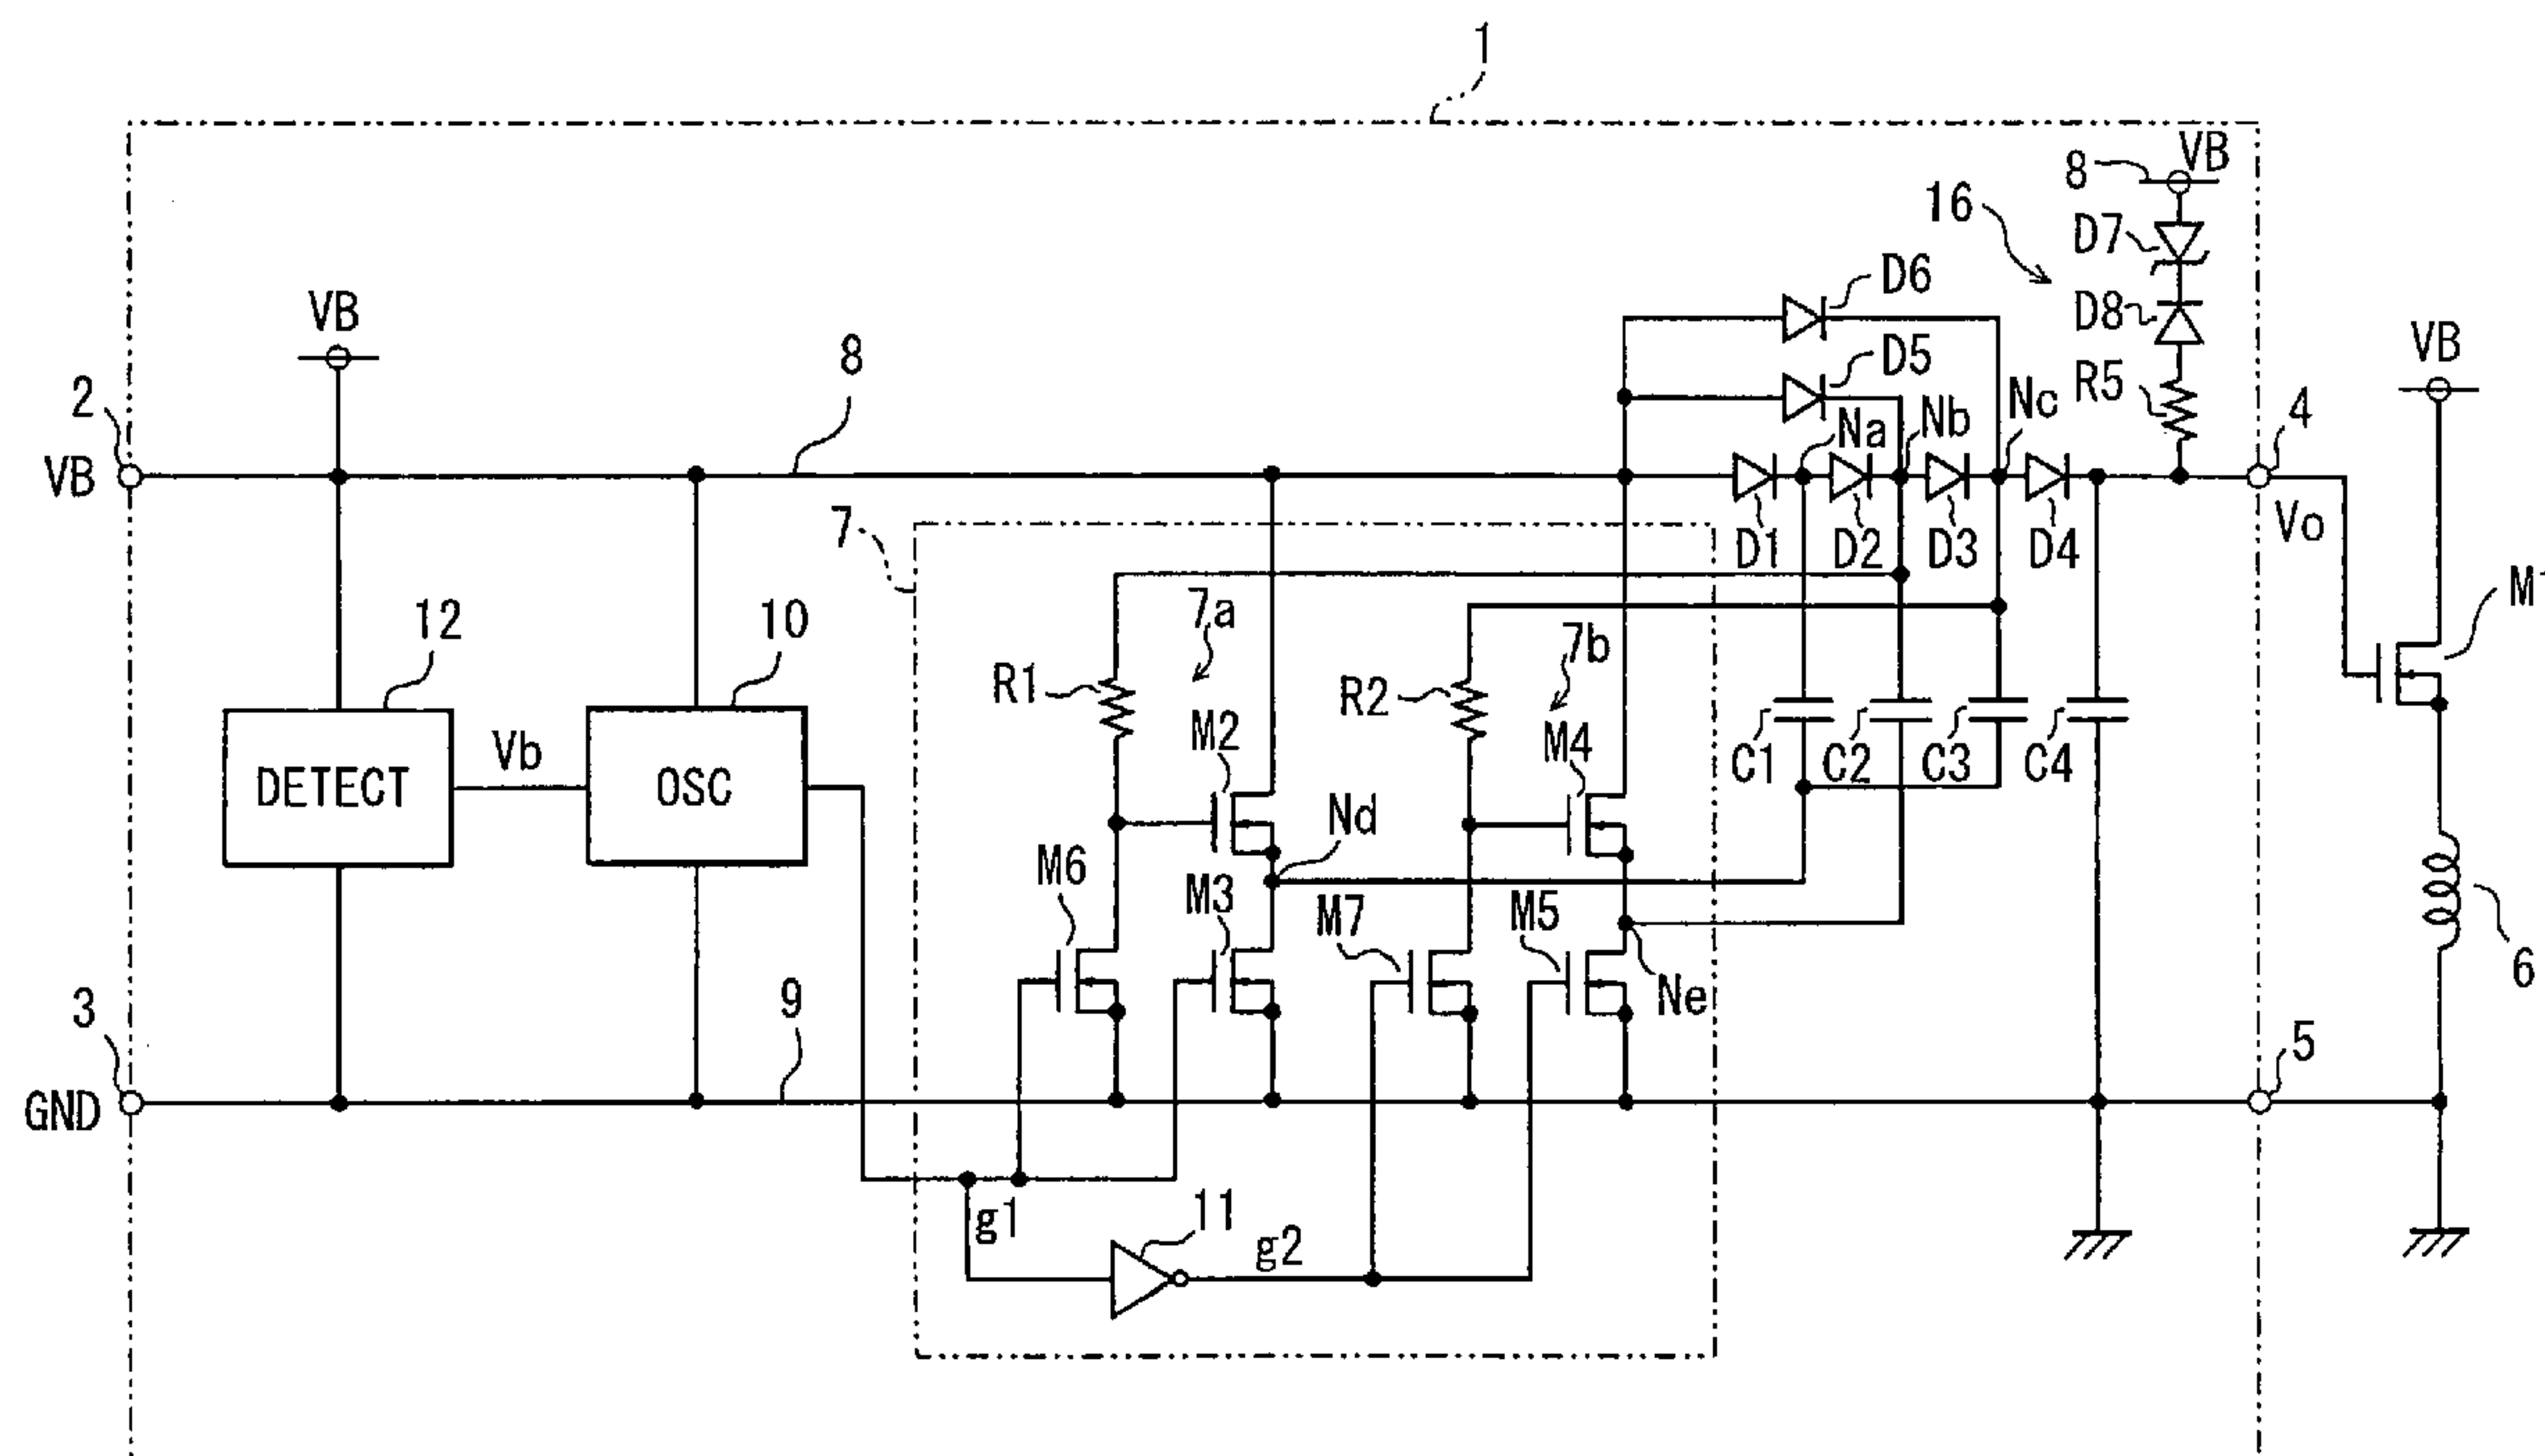 1
VB
8
16
D7
D6
VB
D8
VB
8
D5
R5
2
Na
Nb
Nc
4
VB
7
D1
D2
D3
D4
Vo
12
10
7a
7b
M
R1
R2
M2
M4
Vb
C1
C2
C3
C4
DETECT
OSC
Nd
M6
M3
M7
M5
6
3
9
Ne
5
GND
g1
11
g2